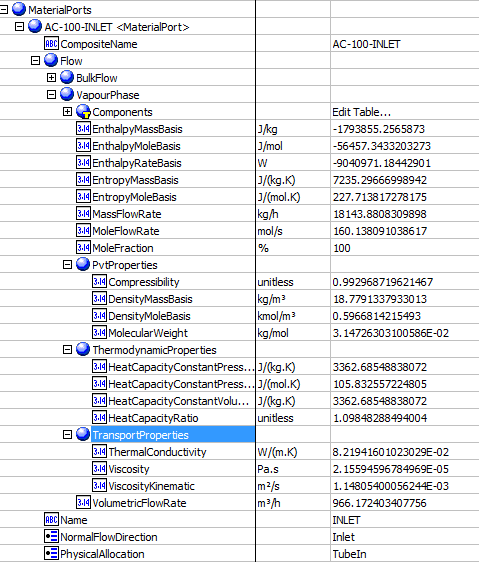 MaterialPorts
AC-100-INLET <MaterialPort>
CompositeName AC-100-INLET
Flow
BulkFlow
VapourPhase
Components Edit Table...
EnthalpyMassBasis J/kg -1793855.2565873
EnthalpyMoleBasis J/mol -56457.3433203273
EnthalpyRateBasis W -9040971.18442901
EntropyMassBasis J/(kg.K) 7235.29666998942
EntropyMoleBasis J/(mol.K) 227.713817278175
MassFlowRate kg/h 18143.8808309898
MoleFlowRate mol/s 160.138091038617
MoleFraction % 100
PvtProperties
Compressibility unitless 0.992968719621467
DensityMassBasis kg/m³ 18.7791337933013
DensityMoleBasis kmol/m³ 0.5966814215493
MolecularWeight kg/mol 3.14726303100586E-02
ThermodynamicProperties
HeatCapacityConstantPress... J/(kg.K) 3362.68548838072
HeatCapacityConstantPress... J/(mol.K) 105.832557224805
HeatCapacityConstantVolu... J/(kg.K) 3362.68548838072
HeatCapacityRatio unitless 1.09848288494004
TransportProperties
ThermalConductivity W/(m.K) 8.21941601023029E-02
Viscosity Pa.s 2.15594596784969E-05
ViscosityKinematic m²/s 1.14805400056244E-03
VolumetricFlowRate m³/h 966.172403407756
Name INLET
NormalFlowDirection Inlet
PhysicalAllocation TubeIn